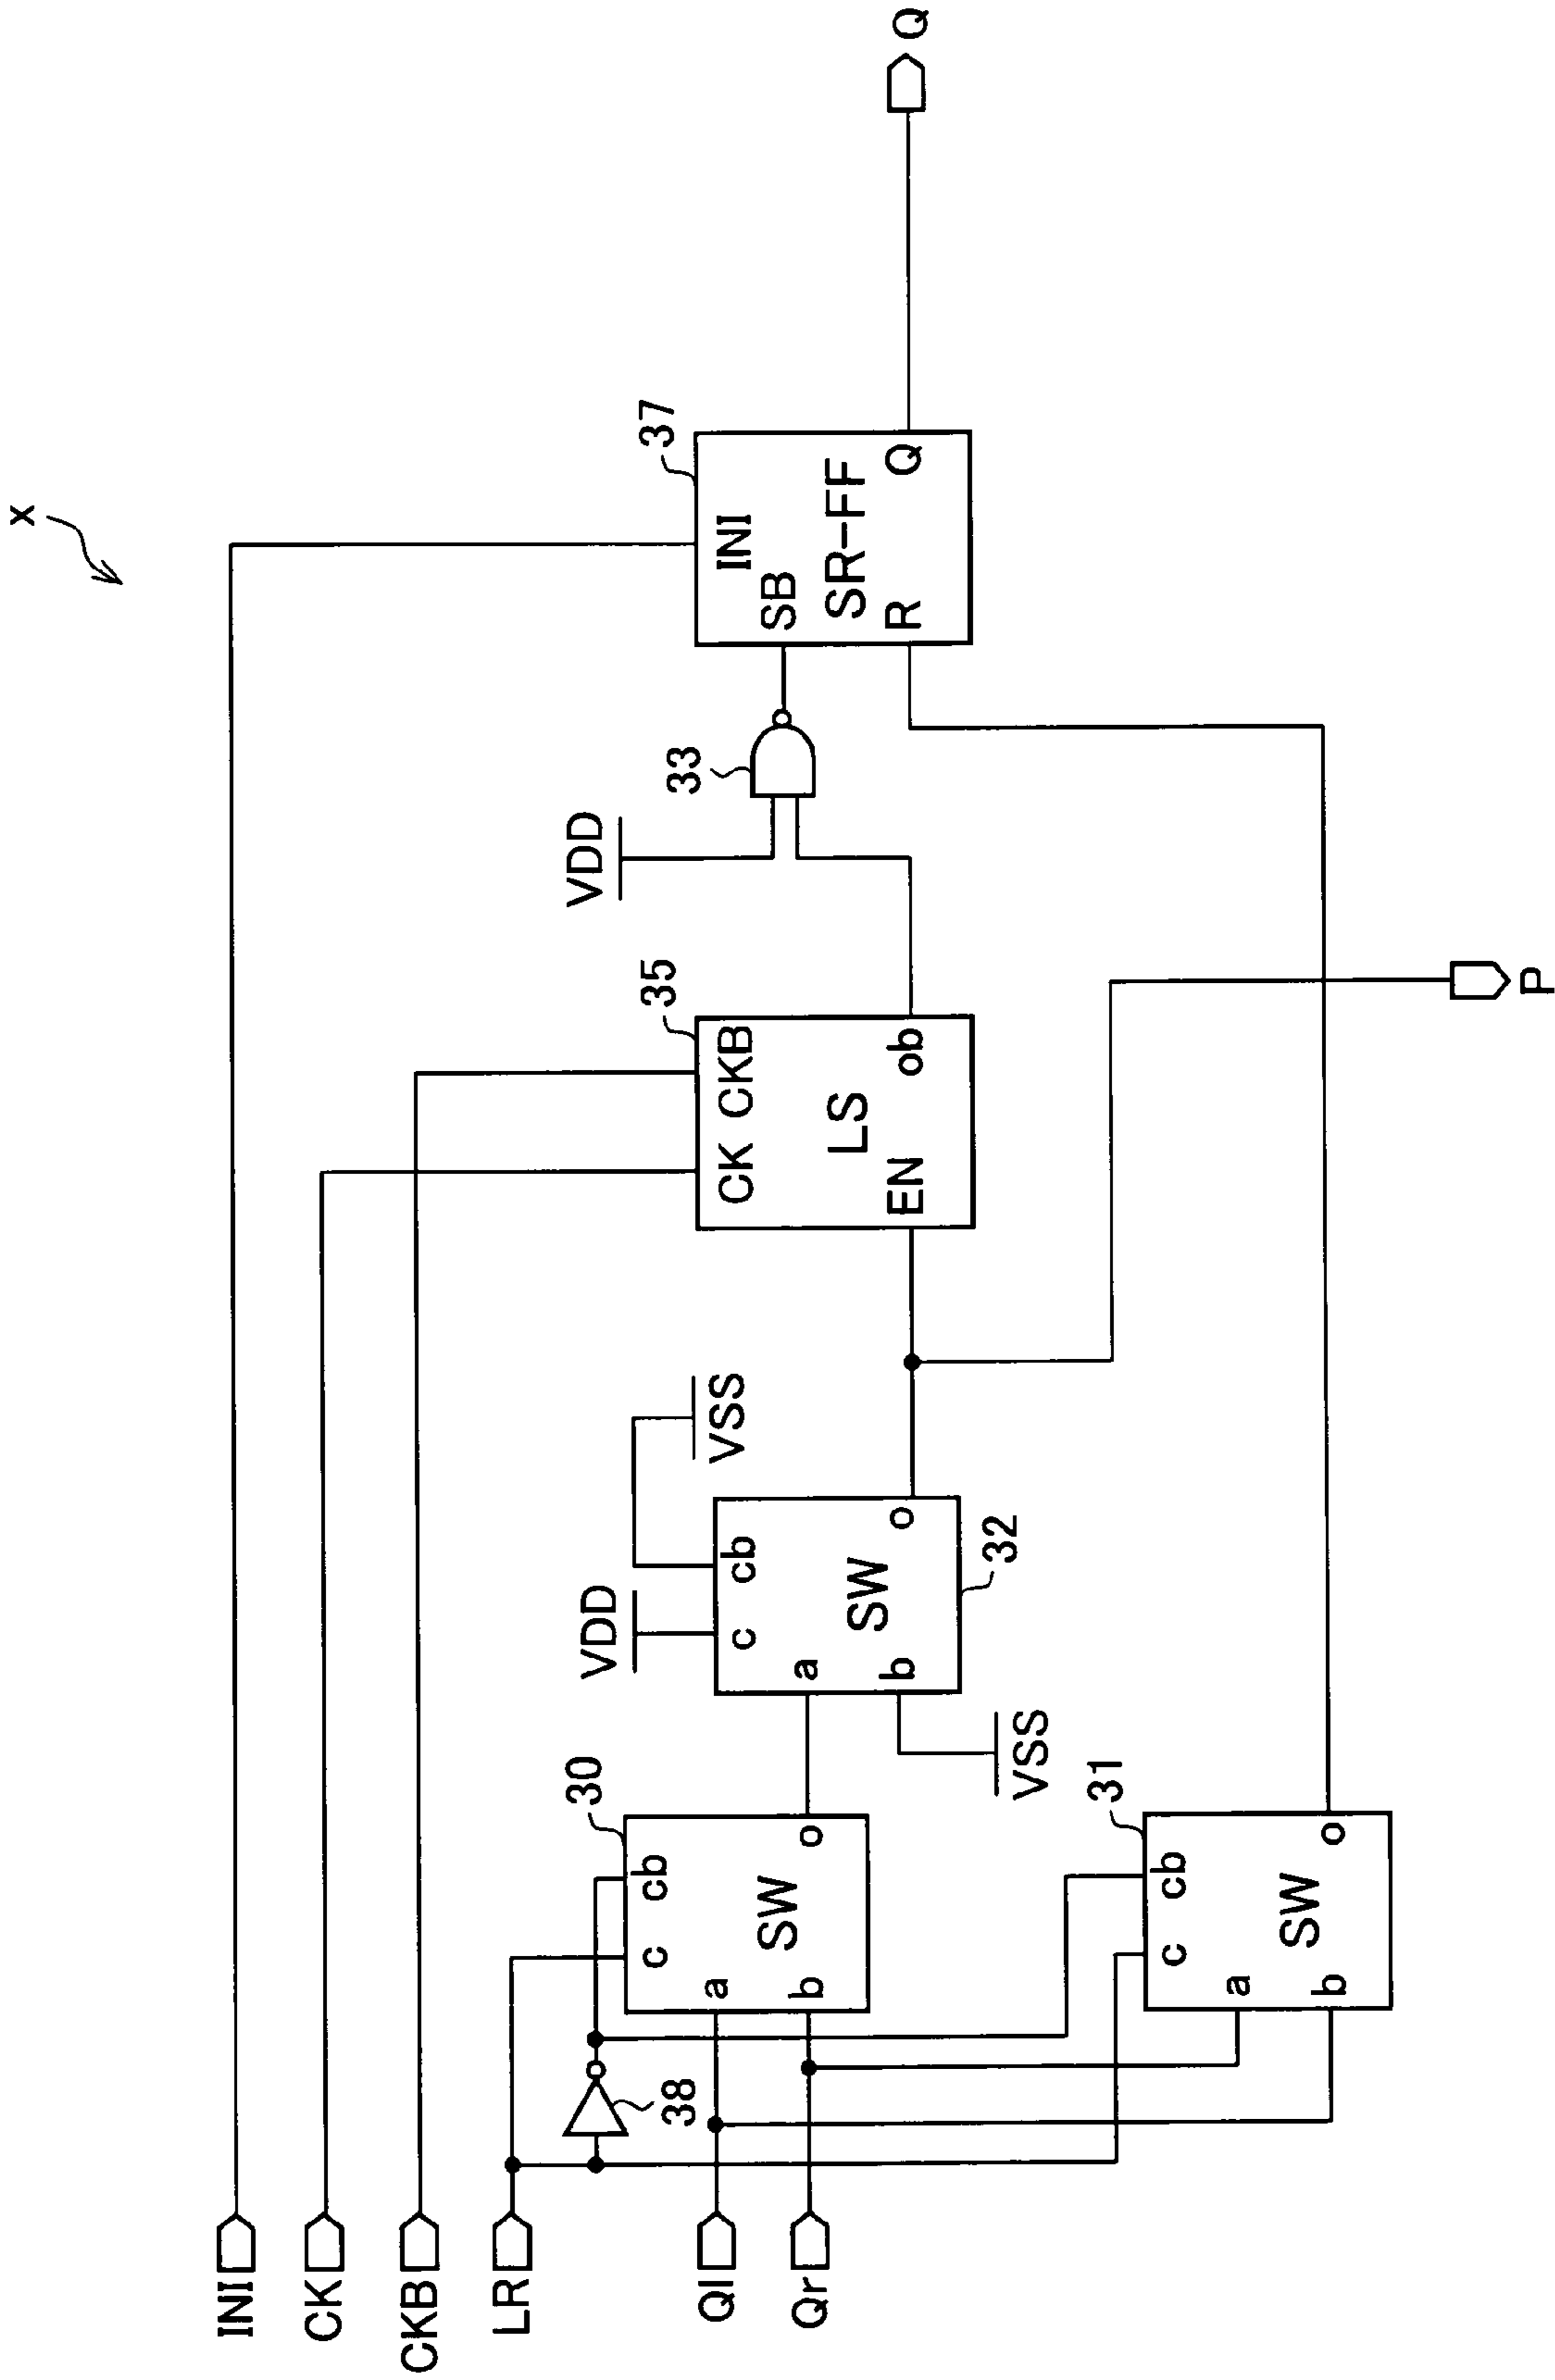 x
INI
CK
CKB
LR
Ql
Qr
38
30
c
cb
a
SW
b
o
31
c
cb
a
SW
b
o
VDD
VSS
c
cb
a
SW
b
o
32
VSS
35
CK
CKB
LS
EN
ob
P
VDD
33
37
INI
SB
SR-FF
R
Q
Q